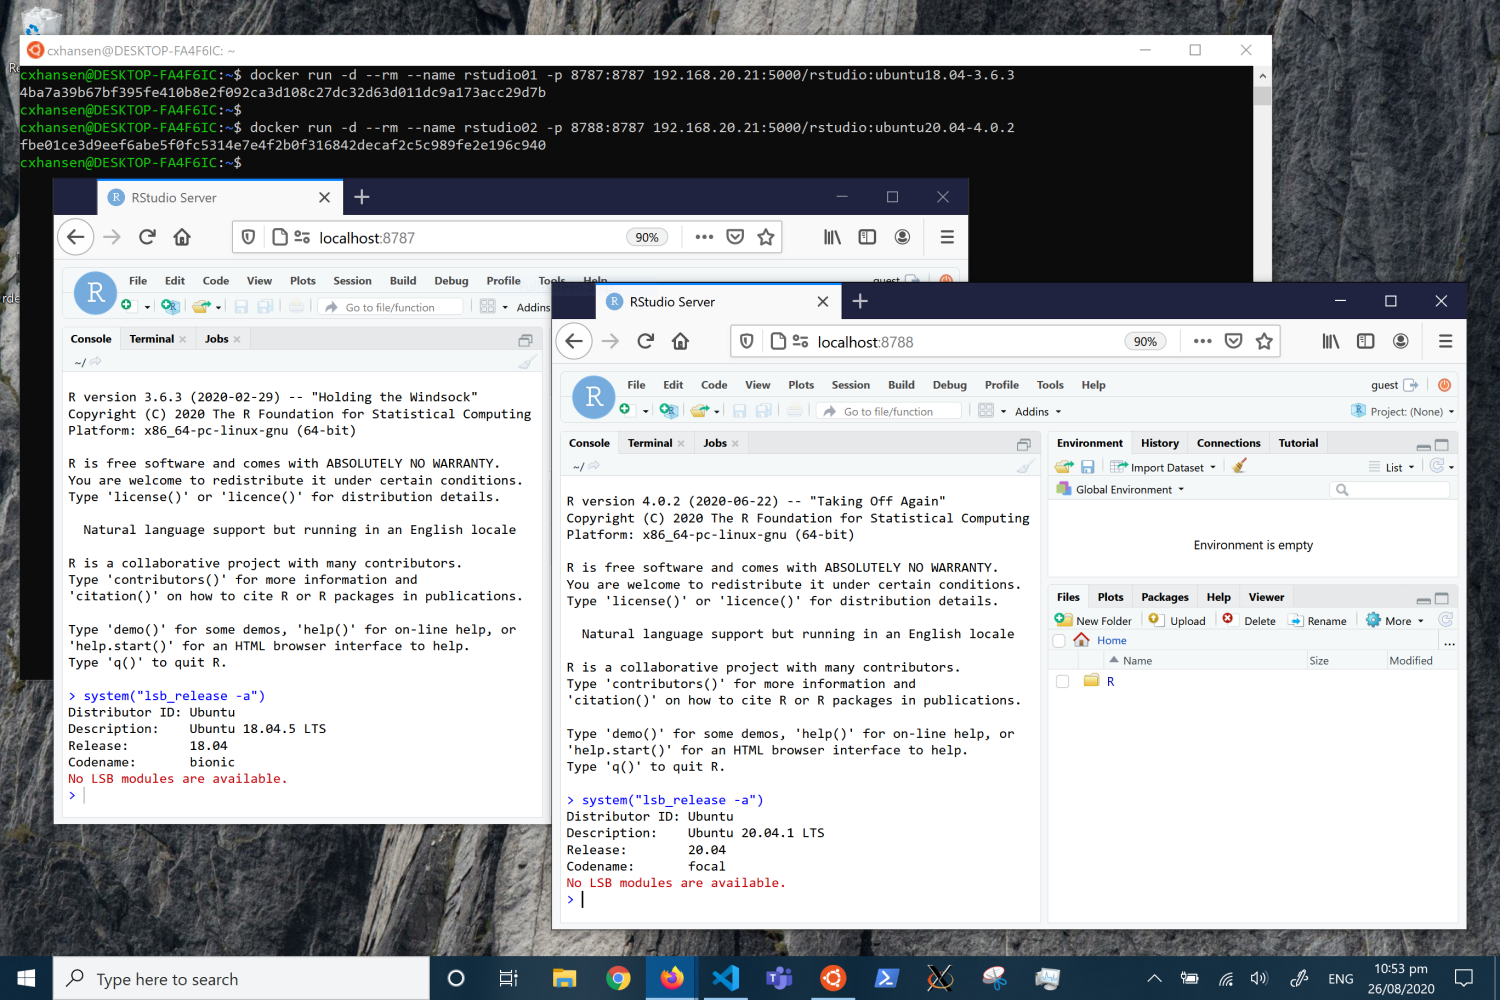 cxhansen@DESKTOP-FA4F6IC: ~
cxhansen@DESKTOP-FA4F6IC:~$ docker run -d --rm --name rstudio01 -p 8787:8787 192.168.20.21:5000/rstudio:ubuntu18.04-3.6.3
4ba7a39b67bf395fe410b8e2f092ca3d108c27dc32d63d011dc9a173acc29d7b
cxhansen@DESKTOP-FA4F6IC:~$
cxhansen@DESKTOP-FA4F6IC:~$ docker run -d --rm --name rstudio02 -p 8788:8787 192.168.20.21:5000/rstudio:ubuntu20.04-4.0.2
fbe01ce3d9eef6abe5f0fc5314e7e4f2b0f316842decaf2c5c989fe2e196c940
cxhansen@DESKTOP-FA4F6IC:~$
RStudio Server
localhost:8787
90%
File Edit Code View Plots Session Build Debug Profile Tools Help
guest
Go to file/function
Addins
Console Terminal Jobs
~/
R version 3.6.3 (2020-02-29) -- "Holding the Windsock"
Copyright (C) 2020 The R Foundation for Statistical Computing
Platform: x86_64-pc-linux-gnu (64-bit)
R is free software and comes with ABSOLUTELY NO WARRANTY.
You are welcome to redistribute it under certain conditions.
Type 'license()' or 'licence()' for distribution details.
Natural language support but running in an English locale
R is a collaborative project with many contributors.
Type 'contributors()' for more information and
'citation()' on how to cite R or R packages in publications.
Type 'demo()' for some demos, 'help()' for on-line help, or
'help.start()' for an HTML browser interface to help.
Type 'q()' to quit R.
> system("lsb_release -a")
Distributor ID: Ubuntu
Description: Ubuntu 18.04.5 LTS
Release: 18.04
Codename: bionic
No LSB modules are available.
>
RStudio Server
localhost:8788
90%
File Edit Code View Plots Session Build Debug Profile Tools Help
guest
Go to file/function
Addins
Project: (None)
Console Terminal Jobs
~/
R version 4.0.2 (2020-06-22) -- "Taking Off Again"
Copyright (C) 2020 The R Foundation for Statistical Computing
Platform: x86_64-pc-linux-gnu (64-bit)
R is free software and comes with ABSOLUTELY NO WARRANTY.
You are welcome to redistribute it under certain conditions.
Type 'license()' or 'licence()' for distribution details.
Natural language support but running in an English locale
R is a collaborative project with many contributors.
Type 'contributors()' for more information and
'citation()' on how to cite R or R packages in publications.
Type 'demo()' for some demos, 'help()' for on-line help, or
'help.start()' for an HTML browser interface to help.
Type 'q()' to quit R.
> system("lsb_release -a")
Distributor ID: Ubuntu
Description: Ubuntu 20.04.1 LTS
Release: 20.04
Codename: focal
No LSB modules are available.
>
Environment History Connections Tutorial
Import Dataset
List
Global Environment
Environment is empty
Files Plots Packages Help Viewer
New Folder Upload Delete Rename More
Home
...
Name Size Modified
R
Type here to search
ENG
10:53 pm
26/08/2020